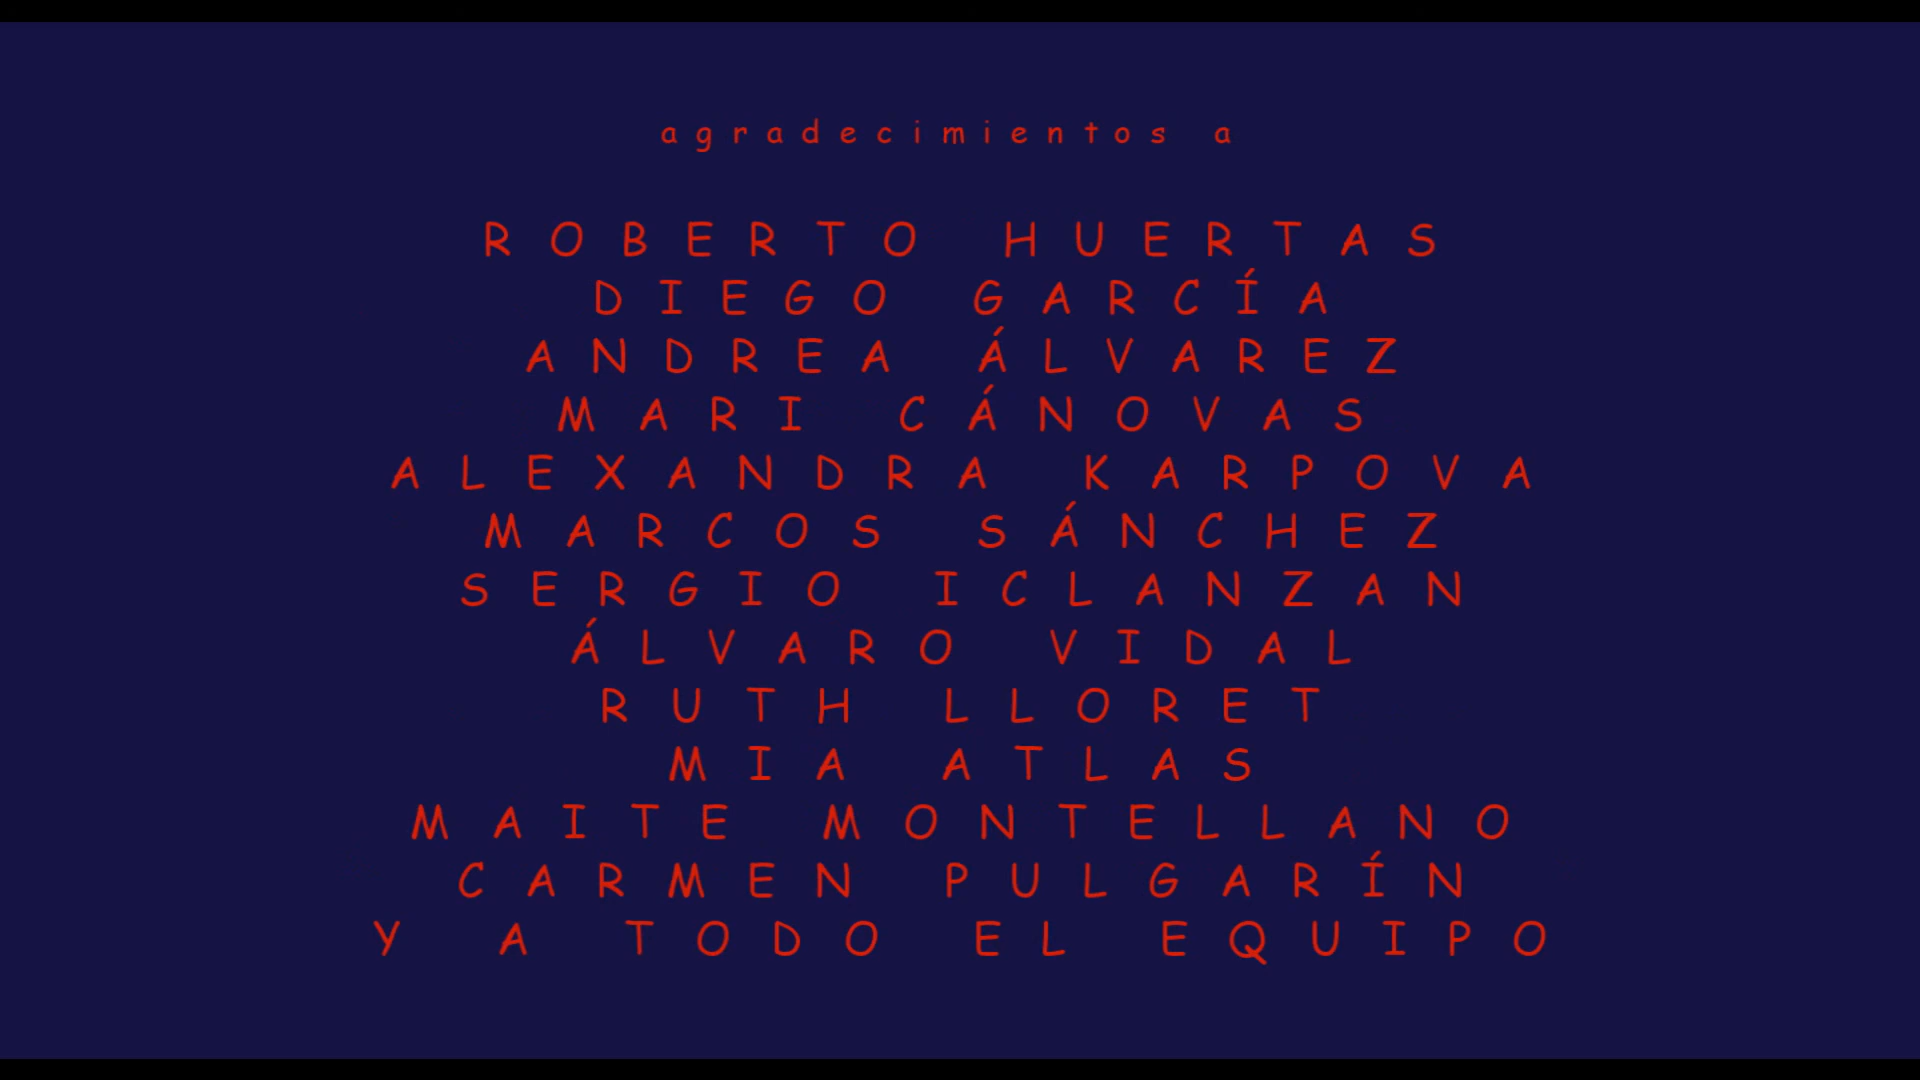 agradecimientos a
ROBERTO HUERTAS
DIEGO GARCÍA
ANDREA ÁLVAREZ
MARI CÁNOVAS
ALEXANDRA KARPOVA
MARCOS SÁNCHEZ
SERGIO ICLANZAN
ÁLVARO VIDAL
RUTH LLORET
MIA ATLAS
MAITE MONTELLANO
CARMEN PULGARÍN
Y A TODO EL EQUIPO